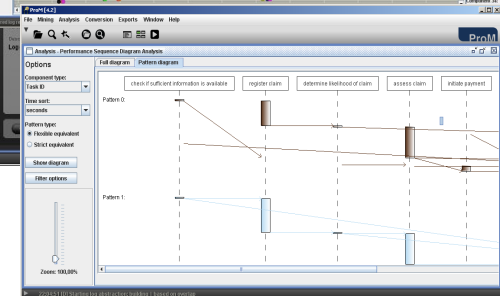 ProM [4.2]
File Mining Analysis Conversion Exports Window Help
ProM
Analysis - Performance Sequence Diagram Analysis
Options
Full diagram Pattern diagrams
Component type:
Task ID
Time sort:
seconds
Pattern type:
Flexible equivalent
Strict equivalent
Show diagram
Filter options
Zoom: 100,00%
check if sufficient information is available register claim determine likelihood of claim assess claim initiate payment
Pattern 0:
Pattern 1: